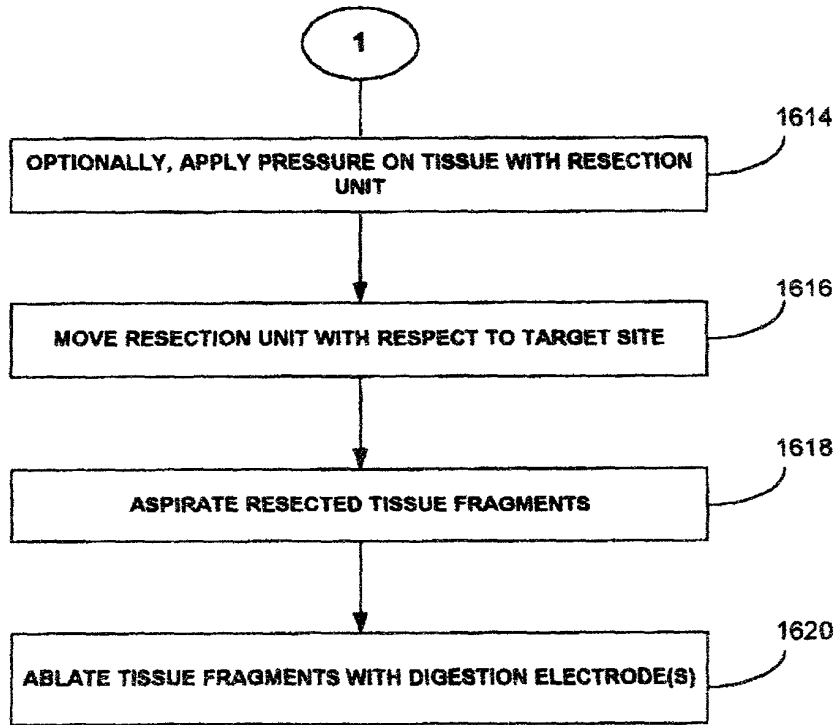 1
1614
OPTIONALLY, APPLY PRESSURE ON TISSUE WITH RESECTION
UNIT
1616
MOVE RESECTION UNIT WITH RESPECT TO TARGET SITE
1618
ASPIRATE RESECTED TISSUE FRAGMENTS
1620
ABLATE TISSUE FRAGMENTS WITH DIGESTION ELECTRODE(S)